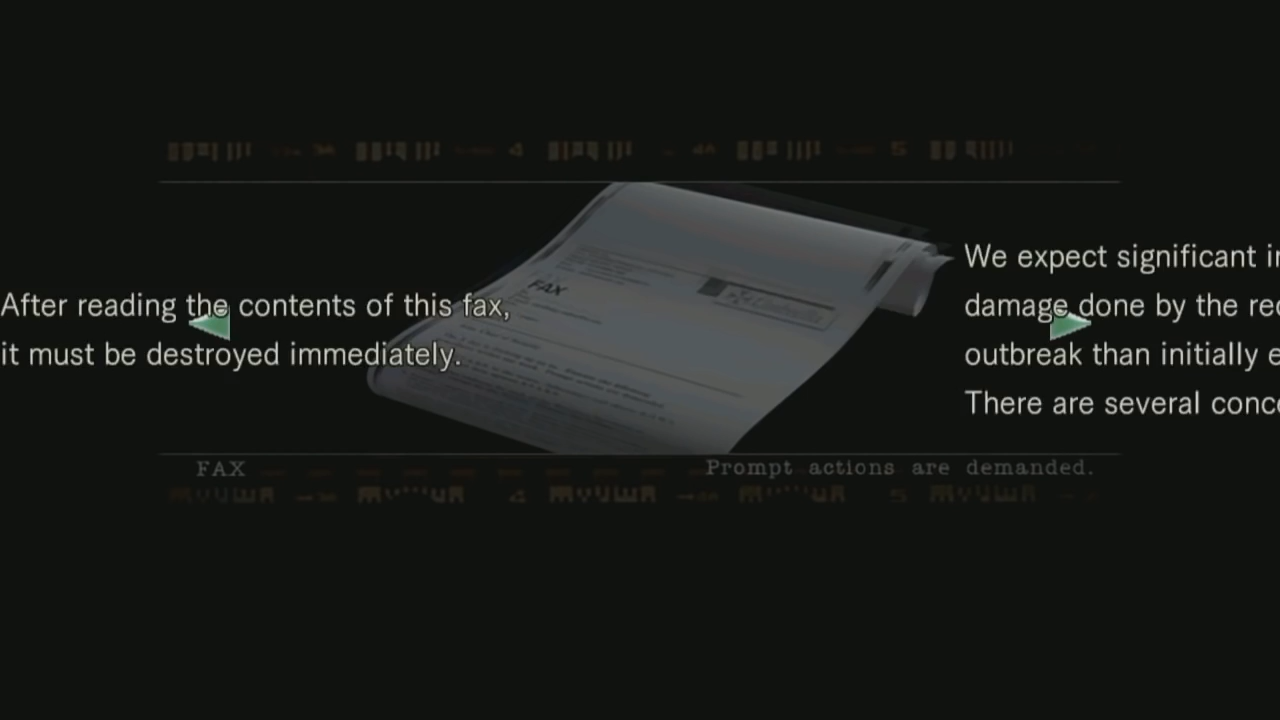 After reading the contents of this fax,
it must be destroyed immediately.
We expect significant
damage done by the
outbreak than initially
There are several
FAX
FAX
Prompt actions are demanded.